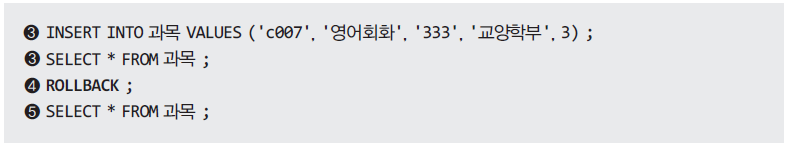 ❸ INSERT INTO 과목 VALUES ('c007', '영어회화', '333', '교양학부', 3) ;
❸ SELECT * FROM 과목 ;
❹ ROLLBACK ;
❺ SELECT * FROM 과목 ;